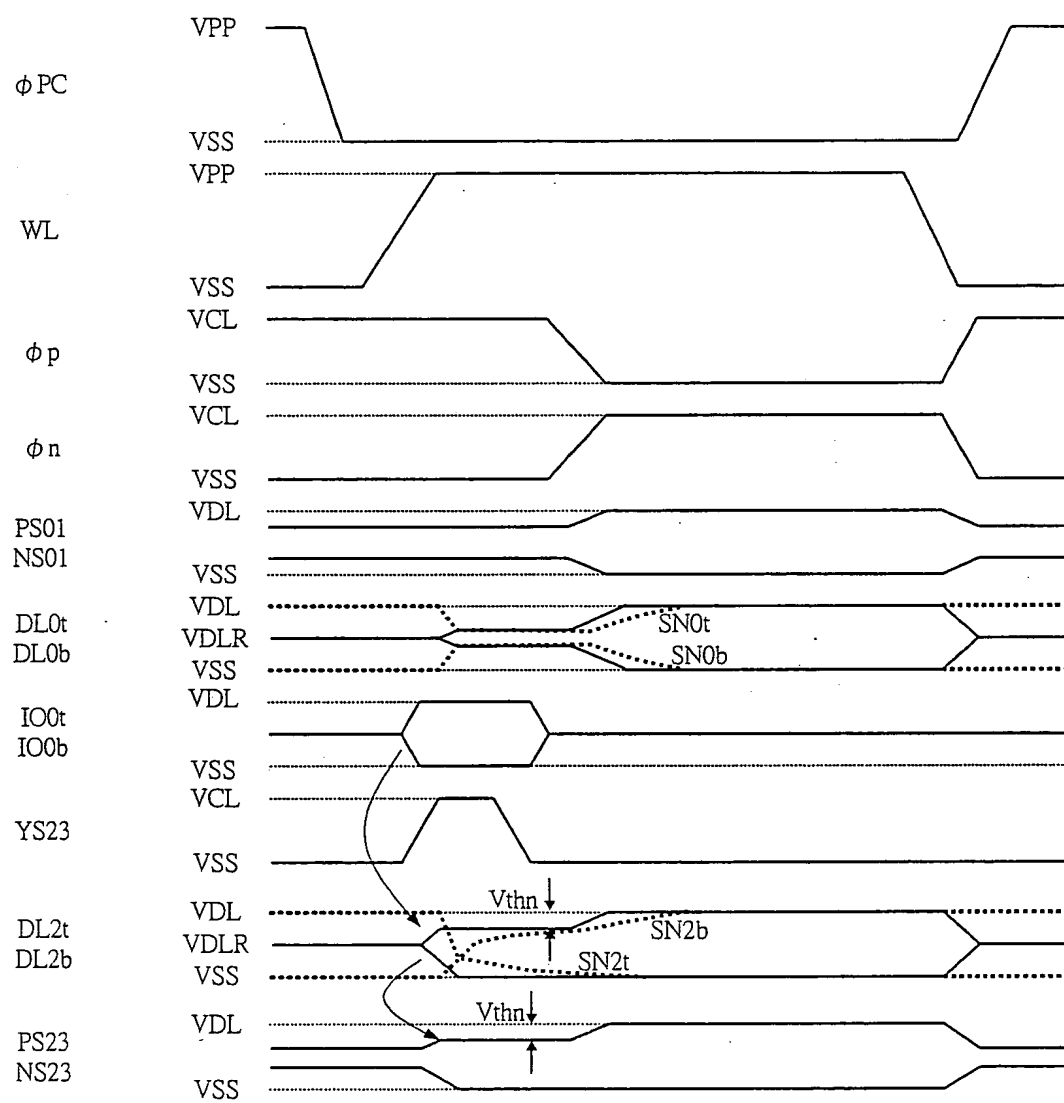 VPP
φPC
VSS
VPP
WL
VSS
VCL
φp
VSS
VCL
φn
VSS
VDL
PS01
NS01
VSS
VDL
DL0t
VDLR
DL0b
VSS
SN0t
SN0b
VDL
IO0t
IO0b
VSS
VCL
YS23
VSS
Vthn
VDL
DL2t
VDLR
DL2b
VSS
SN2b
SN2t
Vthn
VDL
PS23
NS23
VSS